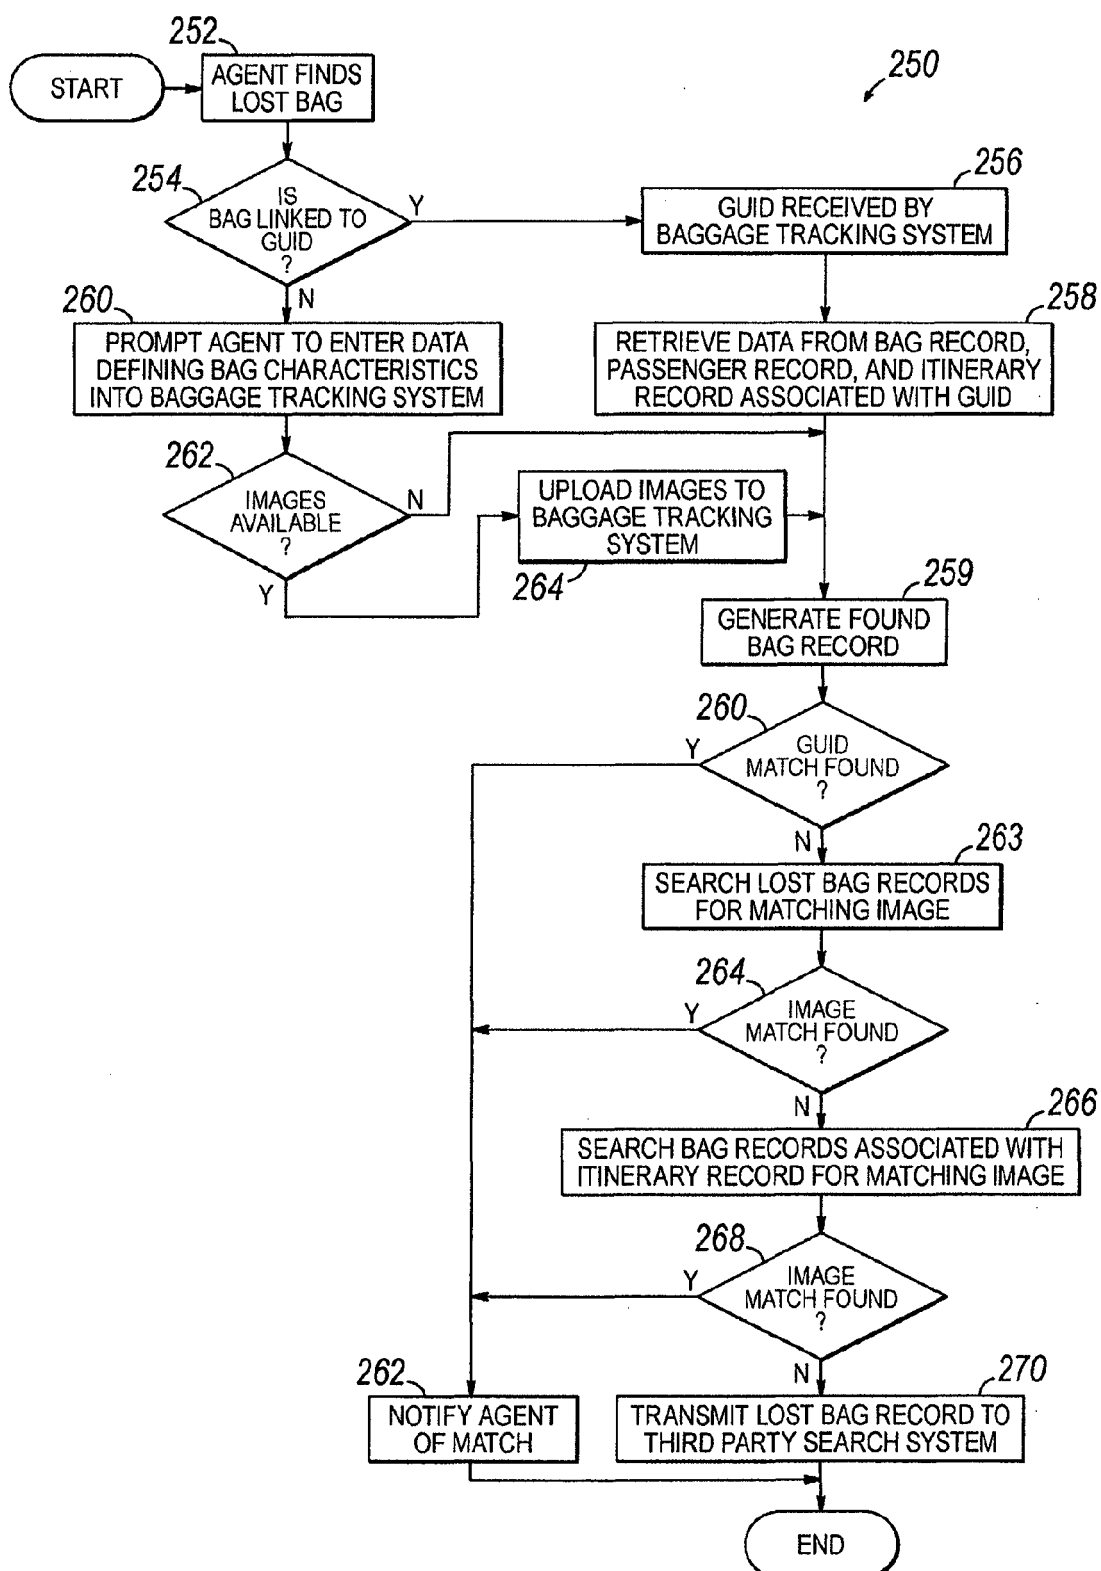 252
START
AGENT FINDS
LOST BAG
250
254
IS
BAG LINKED TO
GUID
?
Y
N
256
GUID RECEIVED BY
BAGGAGE TRACKING SYSTEM
260
PROMPT AGENT TO ENTER DATA
DEFINING BAG CHARACTERISTICS
INTO BAGGAGE TRACKING SYSTEM
258
RETRIEVE DATA FROM BAG RECORD,
PASSENGER RECORD, AND ITINERARY
RECORD ASSOCIATED WITH GUID
262
IMAGES
AVAILABLE
?
N
Y
UPLOAD IMAGES TO
BAGGAGE TRACKING
SYSTEM
264
259
GENERATE FOUND
BAG RECORD
260
GUID
MATCH FOUND
?
Y
N
263
SEARCH LOST BAG RECORDS
FOR MATCHING IMAGE
264
IMAGE
MATCH FOUND
?
Y
N
266
SEARCH BAG RECORDS ASSOCIATED WITH
ITINERARY RECORD FOR MATCHING IMAGE
268
IMAGE
MATCH FOUND
?
Y
N
262
NOTIFY AGENT
OF MATCH
270
TRANSMIT LOST BAG RECORD TO
THIRD PARTY SEARCH SYSTEM
END